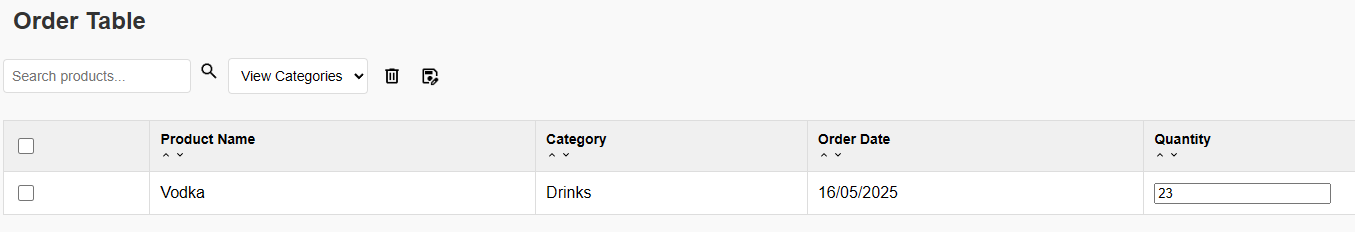 Order Table
Search products...
View Categories
Product Name
Category
Order Date
Quantity
Vodka
Drinks
16/05/2025
23